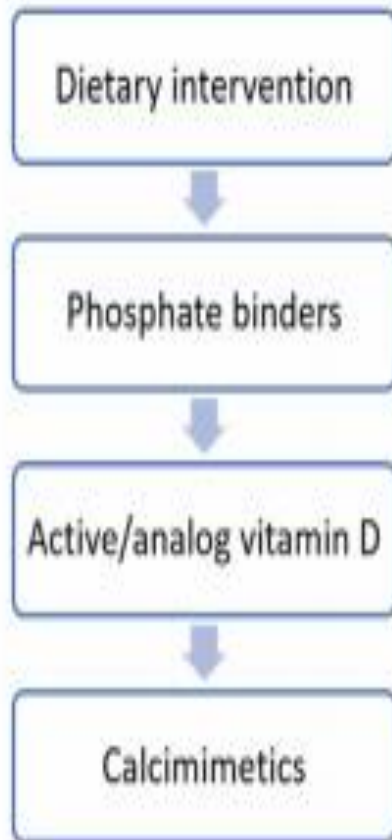 Dietary intervention
Phosphate binders
Active/analog vitamin D
Calcimimetics